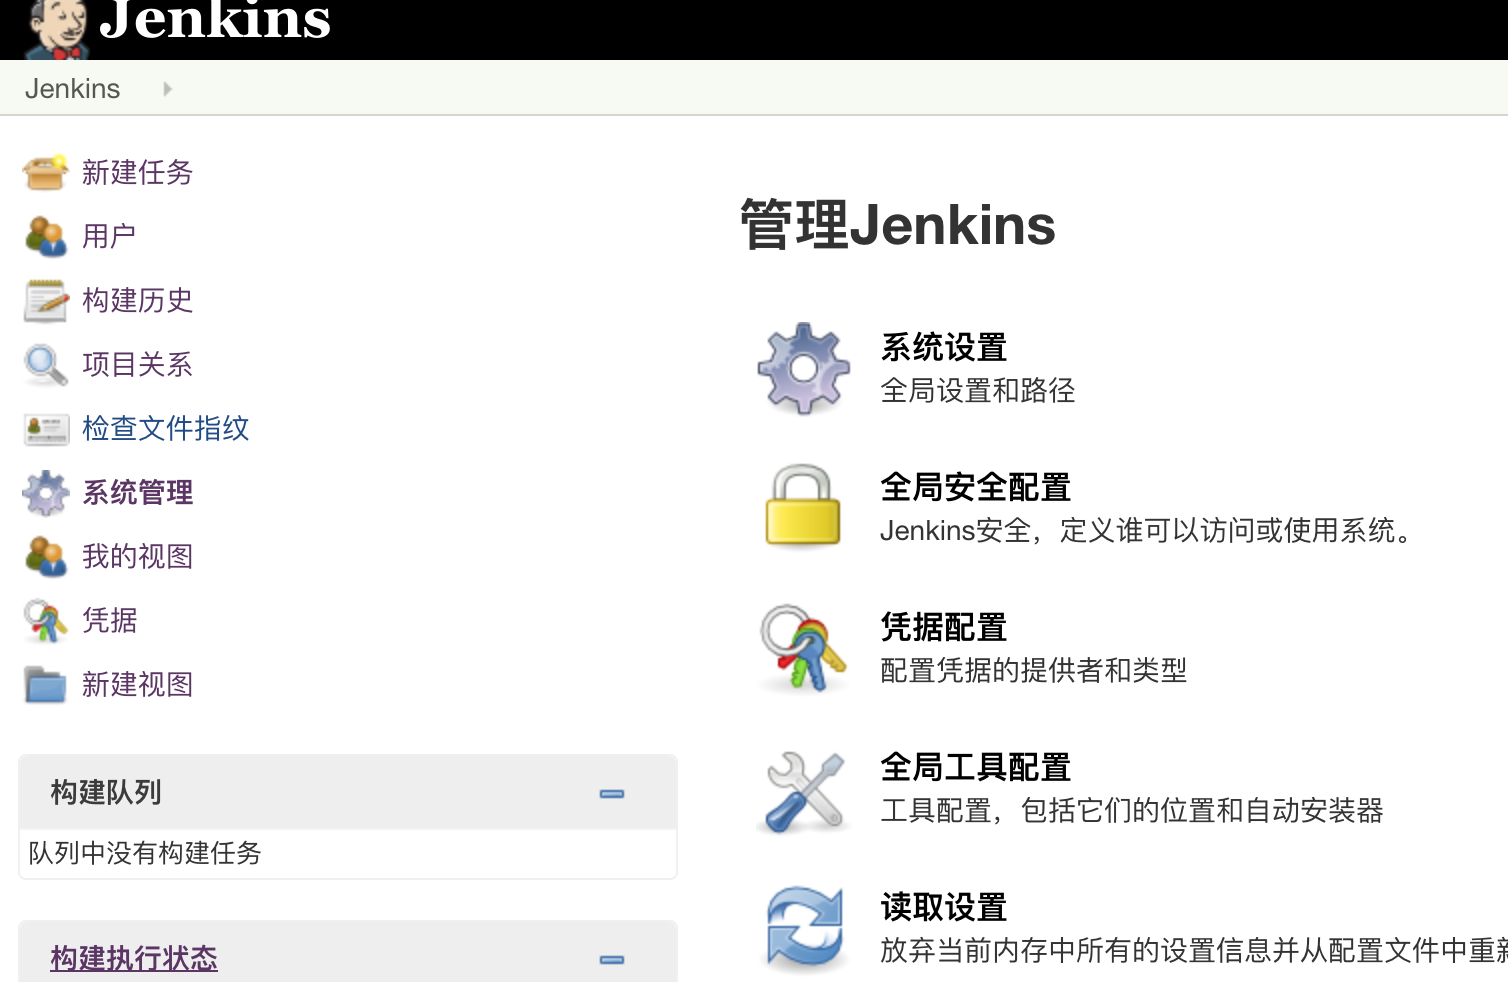 Jenkins
Jenkins
新建任务
用户
构建历史
项目关系
检查文件指纹
系统管理
我的视图
凭据
新建视图
构建队列
队列中没有构建任务
构建执行状态
管理Jenkins
系统设置
全局设置和路径
全局安全配置
Jenkins安全，定义谁可以访问或使用系统。
凭据配置
配置凭据的提供者和类型
全局工具配置
工具配置，包括它们的位置和自动安装器
读取设置
放弃当前内存中所有的设置信息并从配置文件中重新